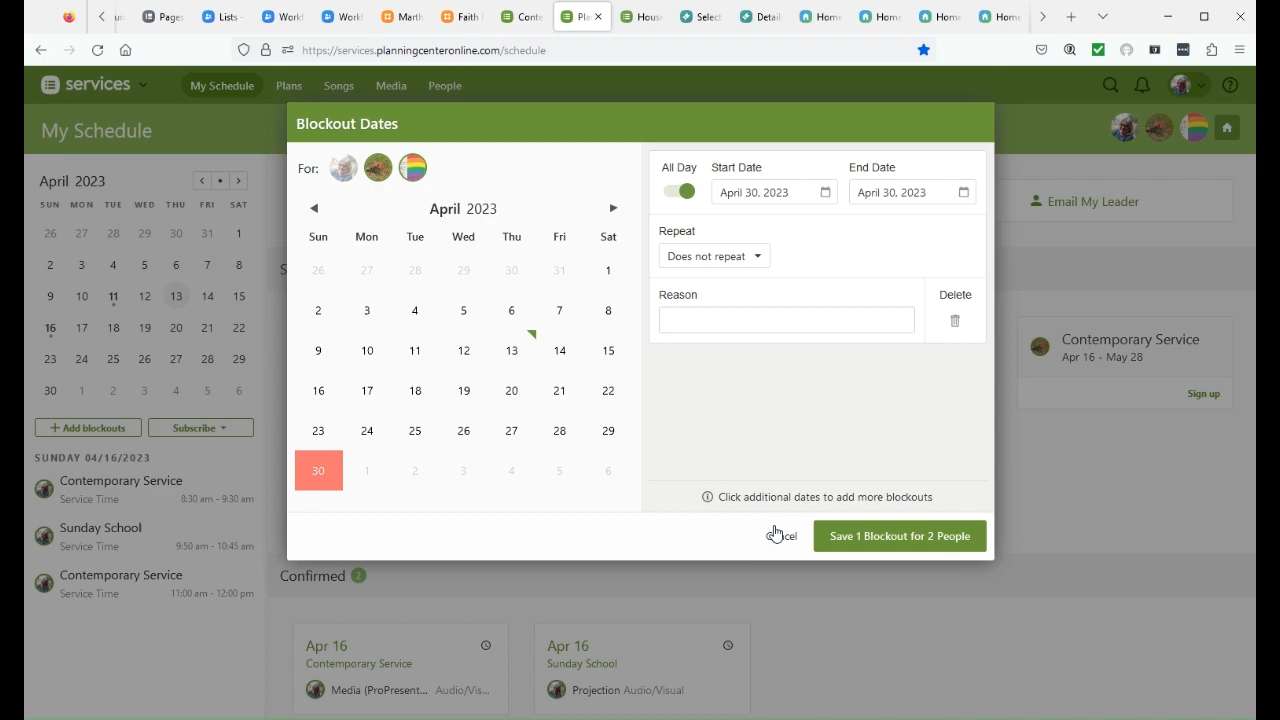 Pages
Lists -
Worl
Worl
Marth
Faith
Conte
Pla
Hous
Select
Detail
Home
Home
Home
Home
https://services.planningcenteronline.com/schedule
services
My Schedule
Plans
Songs
Media
People
My Schedule
Blockout Dates
For:
April 2023
Sun Mon Tue Wed Thu Fri Sat
26 27 28 29 30 31 1
2 3 4 5 6 7 8
9 10 11 12 13 14 15
16 17 18 19 20 21 22
23 24 25 26 27 28 29
30 1 2 3 4 5 6
All Day
Start Date
End Date
April 30, 2023
April 30, 2023
Repeat
Does not repeat
Reason
Delete
Click additional dates to add more blockouts
Save 1 Blockout for 2 People
April 2023
SUN MON TUE WED THU FRI SAT
26 27 28 29 30 31 1
2 3 4 5 6 7 8
9 10 11 12 13 14 15
16 17 18 19 20 21 22
23 24 25 26 27 28 29
30 1 2 3 4 5 6
+ Add blockouts
Subscribe
SUNDAY 04/16/2023
Contemporary Service
Service Time 8:30 am - 9:30 am
Sunday School
Service Time 9:50 am - 10:45 am
Contemporary Service
Service Time 11:00 am - 12:00 pm
Email My Leader
Contemporary Service
Apr 16 - May 28
Sign up
Confirmed 2
Apr 16
Contemporary Service
Media (ProPresent... Audio/Vis...
Apr 16
Sunday School
Projection Audio/Visual